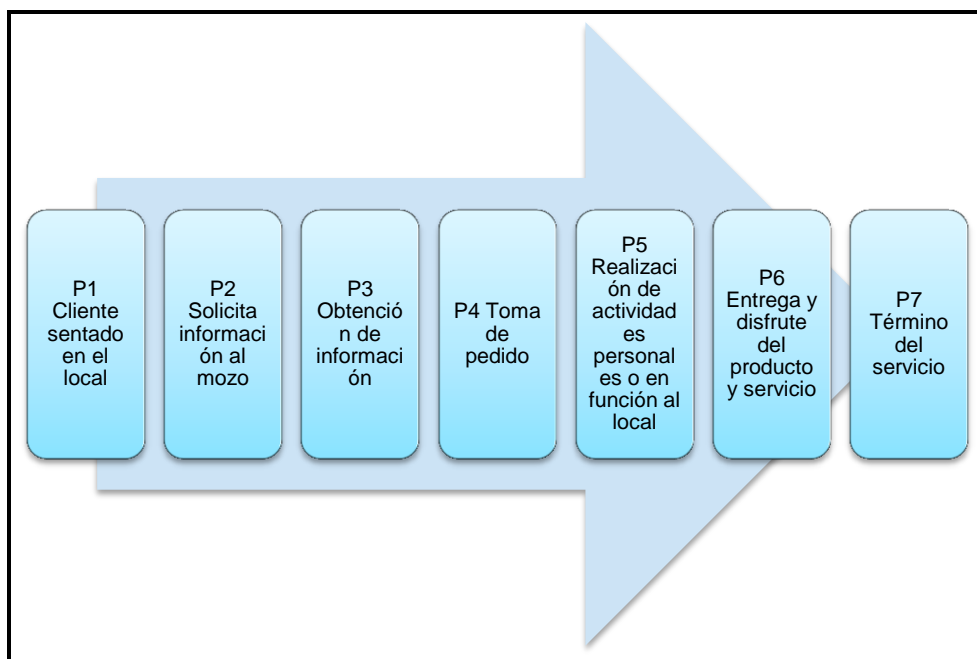 P1
Cliente
sentado
en el
local
P2
Solicita
informaci
ón al
mozo
P3
Obtenció
n de
informaci
ón
P4 Toma
de
pedido
P5
Realizaci
ón de
actividad
es
personal
es o en
función al
local
P6
Entrega y
disfrute
del
producto
y servicio
P7
Término
del
servicio